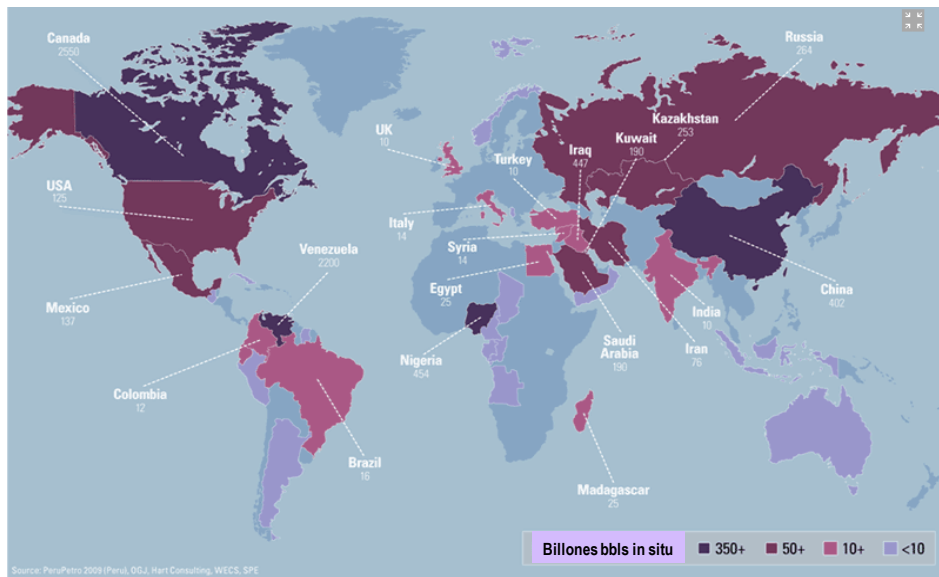 Canada
2550
Russia
264
UK
10
Kazakhstan
253
Kuwait
190
Iraq
447
Turkey
10
USA
125
Italy
14
Venezuela
2200
Syria
14
Egypt
25
China
402
Mexico
137
India
10
Nigeria
454
Saudi
Arabia
190
Iran
76
Colombia
12
Brazil
16
Madagascar
25
Billones bbls in situ
350+
50+
10+
<10
Source: PeruPetro 2009 (Peru), OGJ, Hart Consulting, WECS, SPE